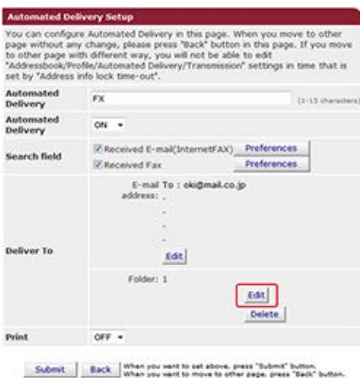 Automated Delivery Setup
You can configure Automated Delivery in this page. When you move to other
page without any change, please press "Back" button in this page. If you move
to other page with different way, you will not be able to edit
"Addressbook/Profile/Automated Delivery/Transmission" settings in time that is
set by "Address info lock time-out".
Automated Delivery FX (1-15 characters)
Automated Delivery ON
Search field Received E-mail(InternetFAX) Preferences
Received Fax Preferences
Deliver To E-mail address: To : oki@mail.co.jp
.
.
.
.
Edit
Folder: 1
Edit
Delete
Print OFF
Submit Back When you want to set above, press "Submit" button.
When you want to move to other page, press "Back" button.